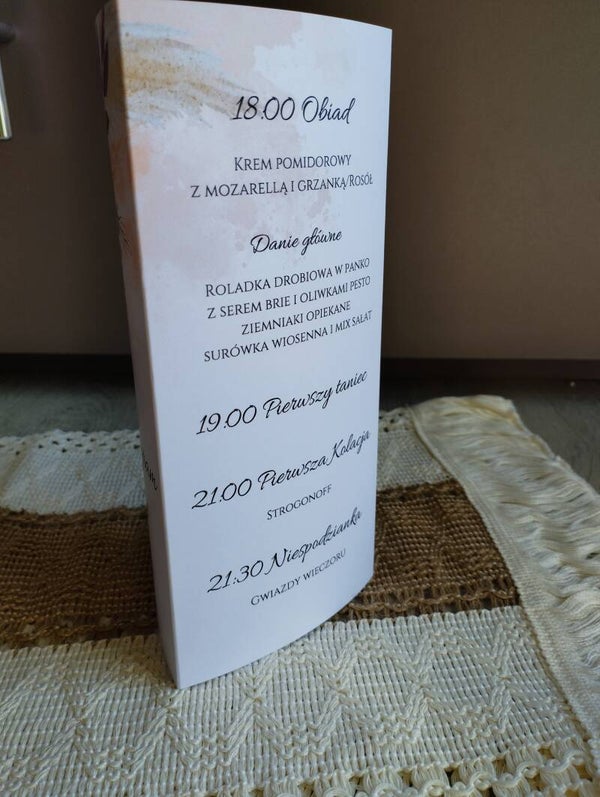 18.00 Obiad
Krem pomidorowy
z mozarellą i grzanką/Rosół
Danie główne
Roladka drobiowa w panko
z serem brie i oliwkami pesto
ziemniaki opiekane
surówka wiosenna i mix sałat
19.00 Pierwszy taniec
21.00 Pierwsza Kolacja
Strogonoff
21:30 Niespodzianka
Gwiazdy wieczoru